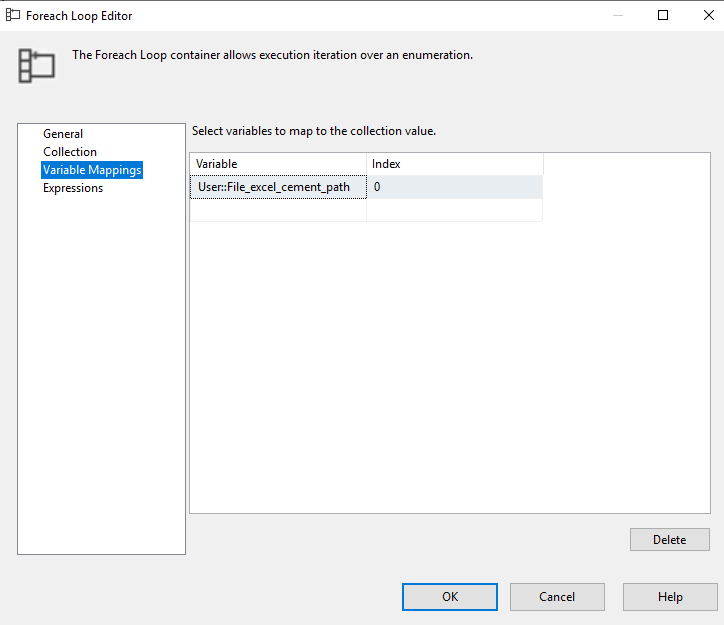 Foreach Loop Editor
The Foreach Loop container allows execution iteration over an enumeration.
General
Collection
Variable Mappings
Expressions
Select variables to map to the collection value.
Variable Index
User::File_excel_cement_path 0
Delete
OK Cancel Help